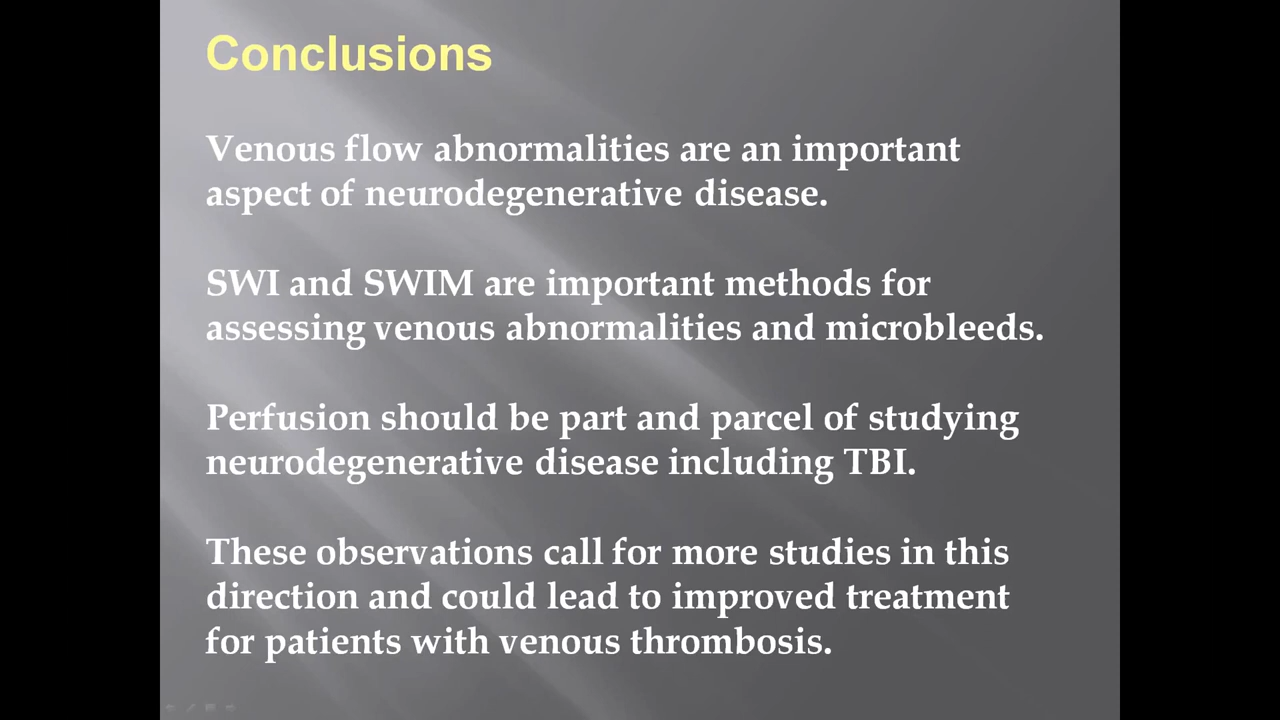 Conclusions
Venous flow abnormalities are an important
aspect of neurodegenerative disease.
SWI and SWIM are important methods for
assessing venous abnormalities and microbleeds.
Perfusion should be part and parcel of studying
neurodegenerative disease including TBI.
These observations call for more studies in this
direction and could lead to improved treatment
for patients with venous thrombosis.